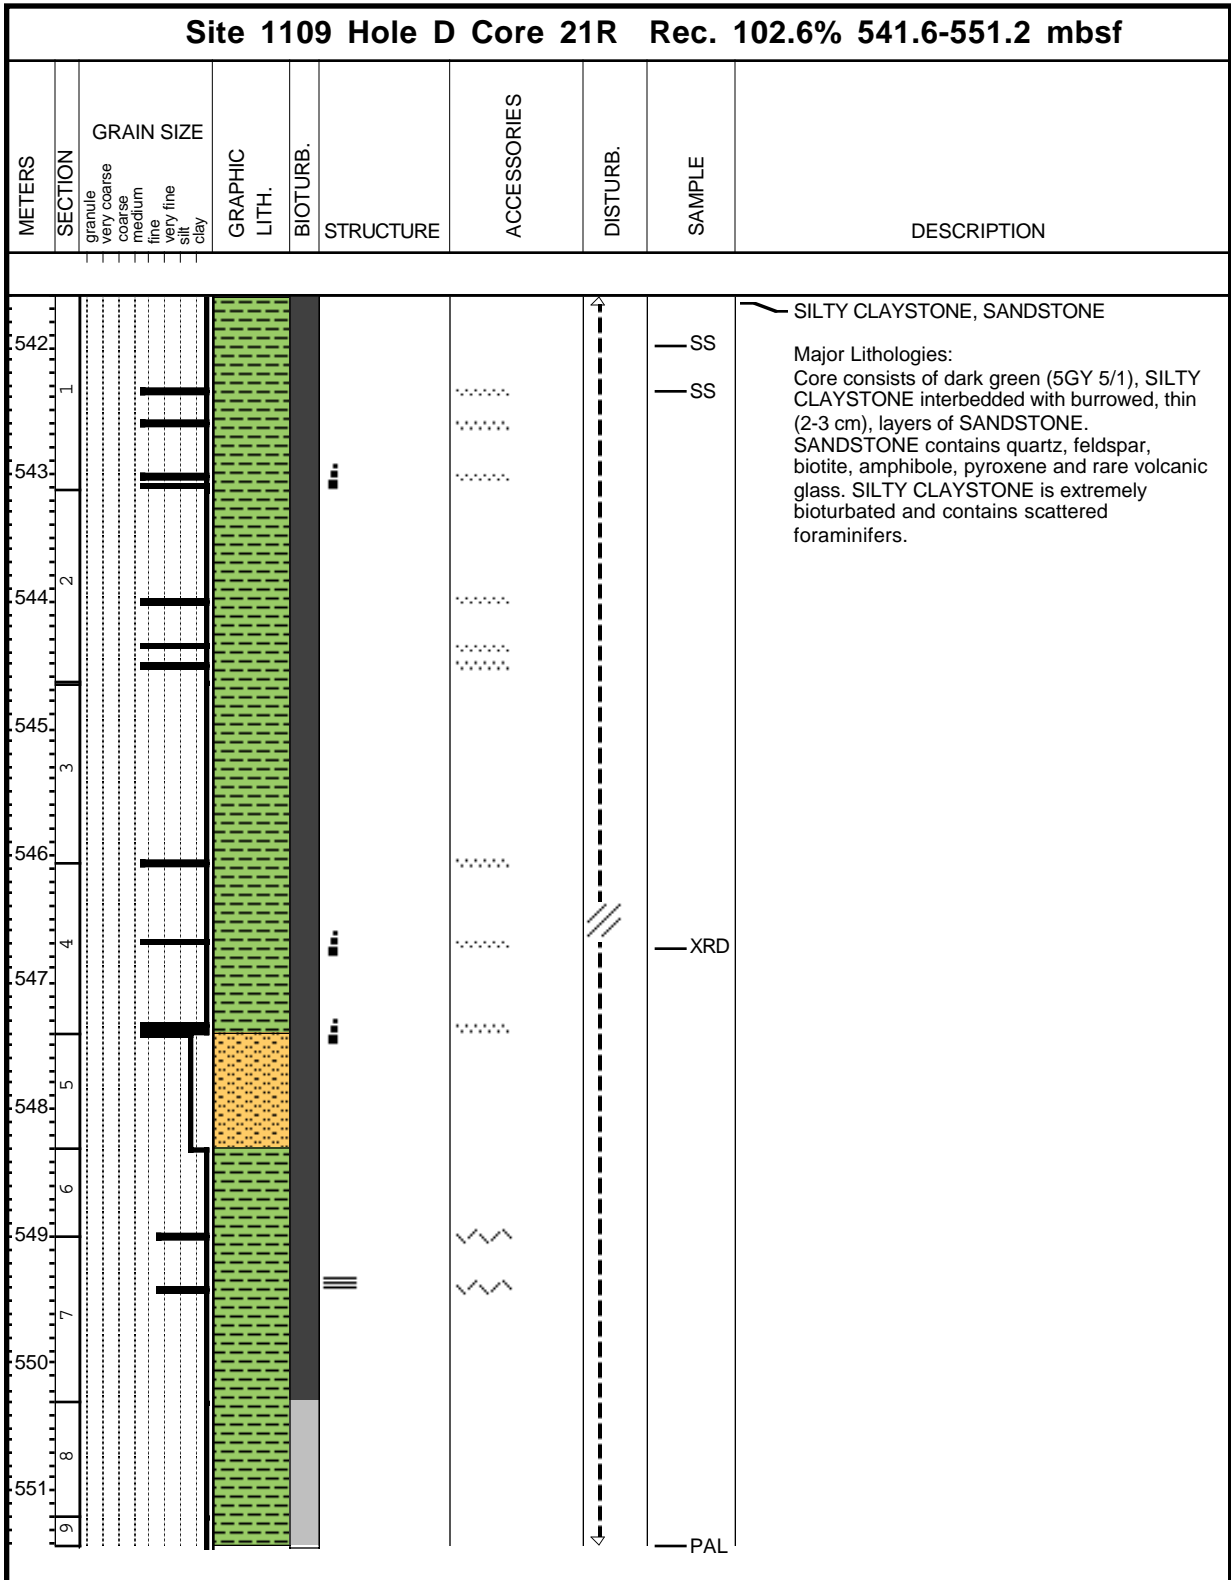 Site 1109 Hole D Core 21R Rec. 102.6% 541.6-551.2 mbsf
METERS
SECTION
GRAIN SIZE
granule
very coarse
coarse
medium
fine
very fine
silt
clay
GRAPHIC
LITH.
BIOTURB.
STRUCTURE
ACCESSORIES
DISTURB.
SAMPLE
DESCRIPTION
SILTY CLAYSTONE, SANDSTONE
Major Lithologies:
Core consists of dark green (5GY 5/1), SILTY
CLAYSTONE interbedded with burrowed, thin
(2-3 cm), layers of SANDSTONE.
SANDSTONE contains quartz, feldspar,
biotite, amphibole, pyroxene and rare volcanic
glass. SILTY CLAYSTONE is extremely
bioturbated and contains scattered
foraminifers.
542
SS
1
SS
543
2
544
545
3
546
4
XRD
547
5
548
6
549
7
550
8
551
9
PAL